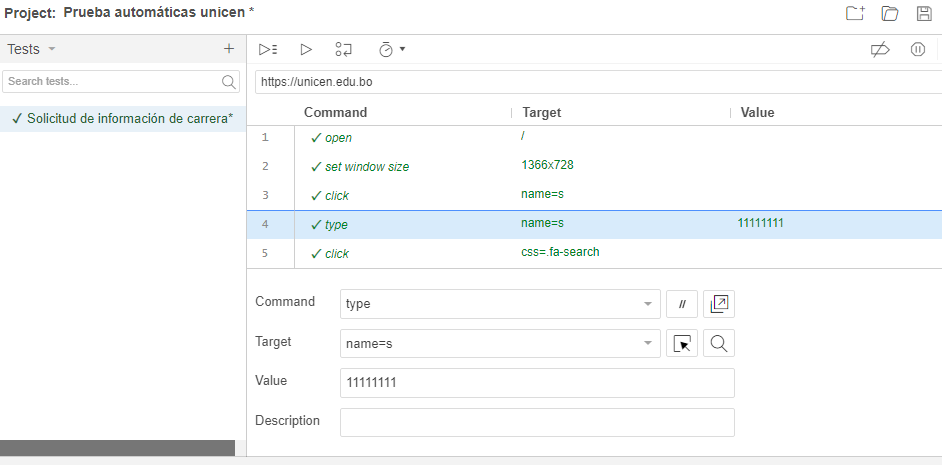 Project: Prueba automáticas unicen *
Tests
Search tests...
✓ Solicitud de información de carrera*
https://unicen.edu.bo
Command Target Value
1 ✓ open /
2 ✓ set window size 1366x728
3 ✓ click name=s
4 ✓ type name=s 11111111
5 ✓ click css=.fa-search
Command type //
Target name=s
Value 11111111
Description